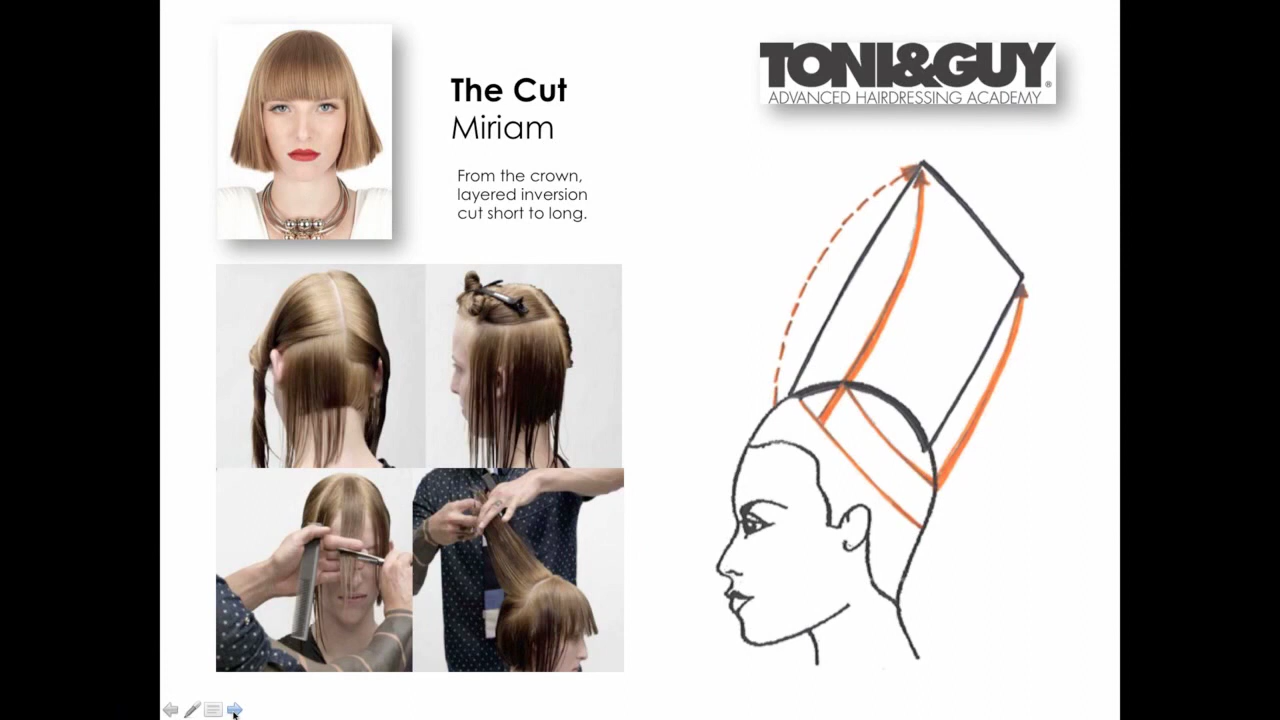 The Cut
Miriam
From the crown,
layered inversion
cut short to long.
TONI&GUY®
ADVANCED HAIRDRESSING ACADEMY